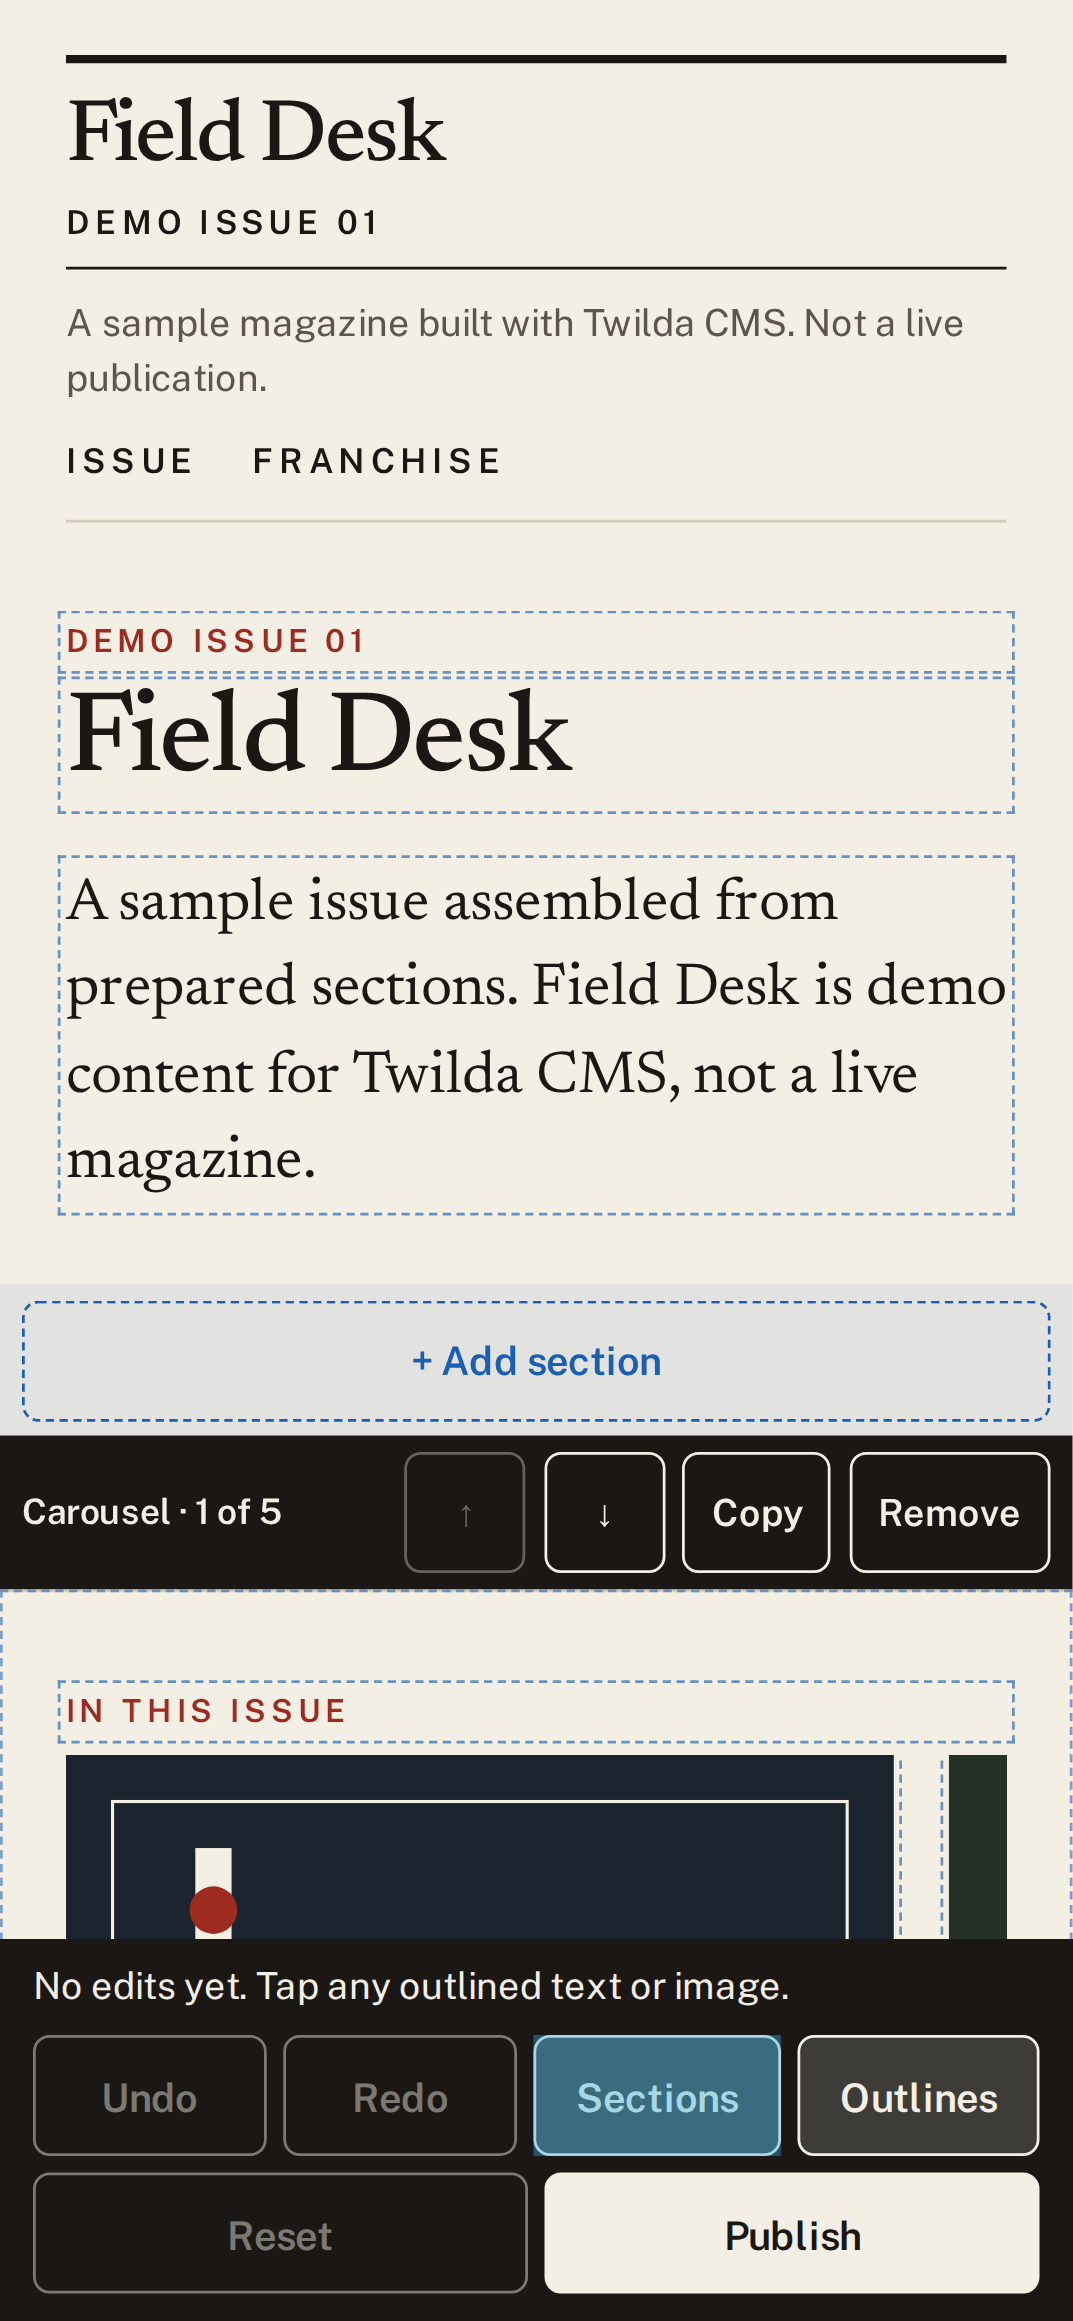 Field Desk
DEMO ISSUE 01
A sample magazine built with Twilda CMS. Not a live
publication.
ISSUE FRANCHISE
DEMO ISSUE 01
Field Desk
A sample issue assembled from
prepared sections. Field Desk is demo
content for Twilda CMS, not a live
magazine.
+ Add section
Carousel · 1 of 5 ↑ ↓ Copy Remove
IN THIS ISSUE
No edits yet. Tap any outlined text or image.
Undo Redo Sections Outlines
Reset Publish